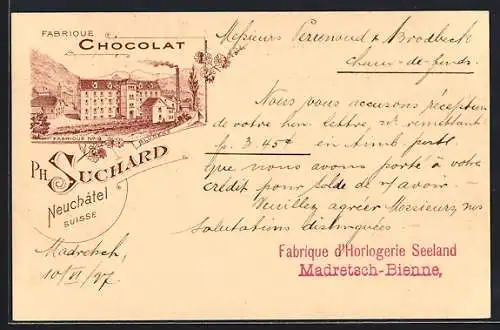 FABRIQUE
CHOCOLAT
FABRIQUE No 3
PH. SUCHARD
Neuchâtel
SUISSE
Messieurs Perrenoud & Brodbeck
Chaux-de-fonds.
Nous vous accusons réception
de votre hon. lettre, remettant
fr. 3.45 en timb. poste
que nous avons porté à votre
crédit pour solde de n/ avoir.
Veuillez agréer Messieurs, nos
salutations distinguées
Fabrique d'Horlogerie Seeland
Madretsch-Bienne,
Madretsch,
10/VI/97